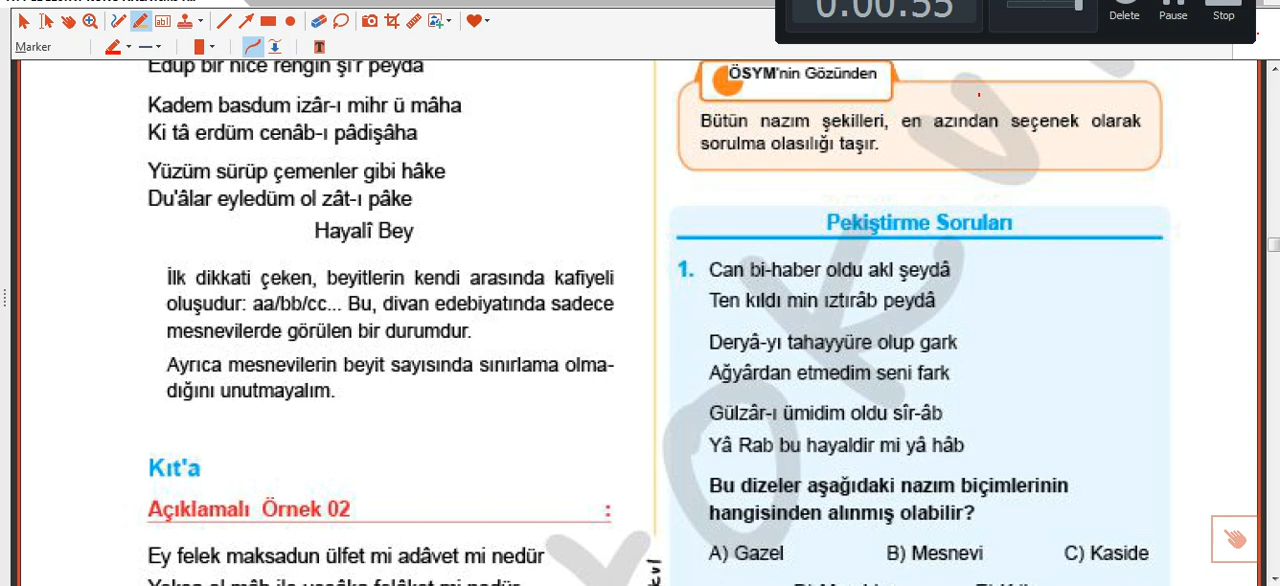 0:00:55
Delete Pause Stop
Marker
Edüp bir nice rengîn şi'r peydâ
Kadem basdum izâr-ı mihr ü mâha
Ki tâ erdüm cenâb-ı pâdişâha
Yüzüm sürüp çemenler gibi hâke
Du'âlar eyledüm ol zât-ı pâke
Hayalî Bey
İlk dikkati çeken, beyitlerin kendi arasında kafiyeli
oluşudur: aa/bb/cc... Bu, divan edebiyatında sadece
mesnevilerde görülen bir durumdur.
Ayrıca mesnevilerin beyit sayısında sınırlama olma-
dığını unutmayalım.
Kıt'a
Açıklamalı Örnek 02 :
Ey felek maksadun ülfet mi adâvet mi nedür
ÖSYM'nin Gözünden
Bütün nazım şekilleri, en azından seçenek olarak
sorulma olasılığı taşır.
Pekiştirme Soruları
1. Can bi-haber oldu akl şeydâ
Ten kıldı min ıztırâb peydâ
Deryâ-yı tahayyüre olup gark
Ağyârdan etmedim seni fark
Gülzâr-ı ümidim oldu sîr-âb
Yâ Rab bu hayaldir mi yâ hâb
Bu dizeler aşağıdaki nazım biçimlerinin
hangisinden alınmış olabilir?
A) Gazel B) Mesnevi C) Kaside